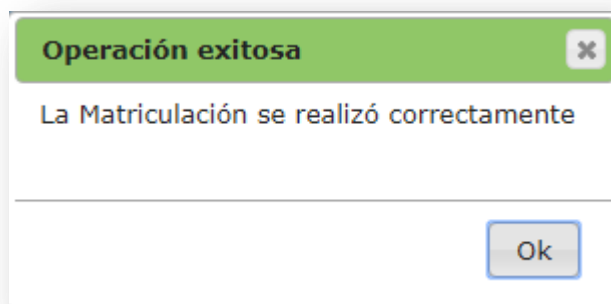 Operación exitosa
La Matriculación se realizó correctamente
Ok